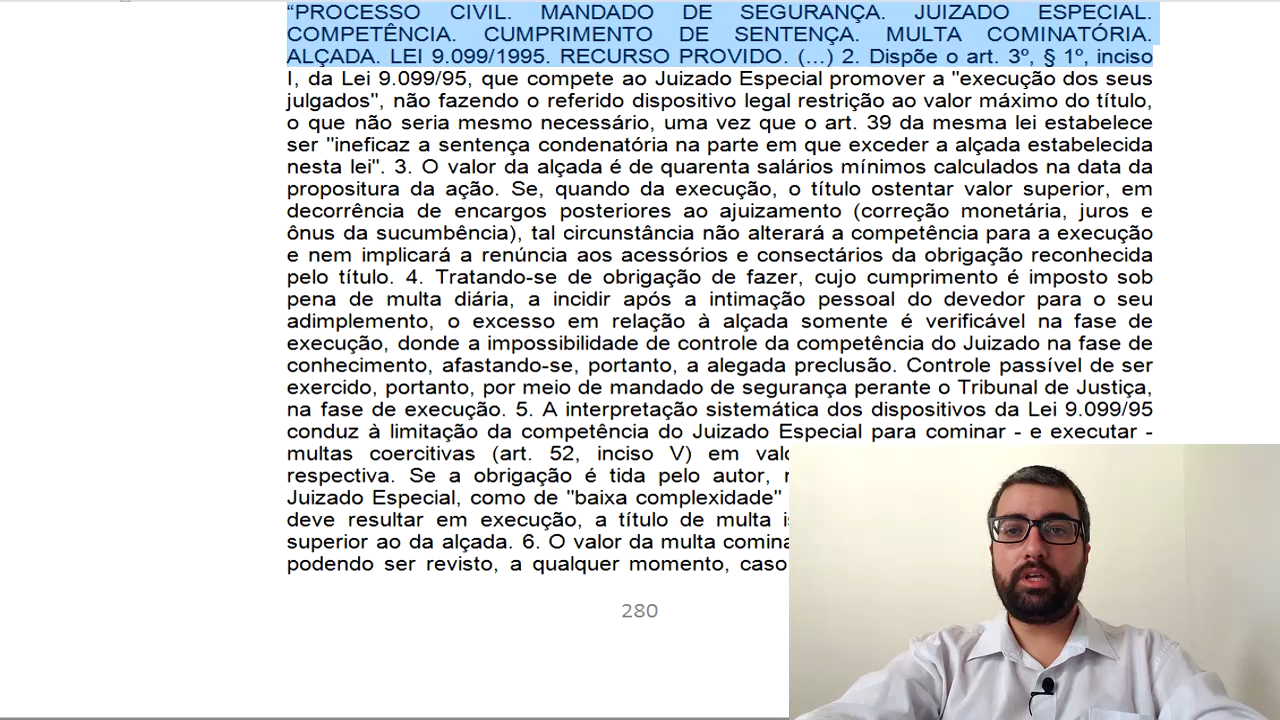 “PROCESSO CIVIL. MANDADO DE SEGURANÇA. JUIZADO ESPECIAL.
COMPETÊNCIA. CUMPRIMENTO DE SENTENÇA. MULTA COMINATÓRIA.
ALÇADA. LEI 9.099/1995. RECURSO PROVIDO. (...) 2. Dispõe o art. 3º, § 1º, inciso
I, da Lei 9.099/95, que compete ao Juizado Especial promover a "execução dos seus
julgados", não fazendo o referido dispositivo legal restrição ao valor máximo do título,
o que não seria mesmo necessário, uma vez que o art. 39 da mesma lei estabelece
ser "ineficaz a sentença condenatória na parte em que exceder a alçada estabelecida
nesta lei". 3. O valor da alçada é de quarenta salários mínimos calculados na data da
propositura da ação. Se, quando da execução, o título ostentar valor superior, em
decorrência de encargos posteriores ao ajuizamento (correção monetária, juros e
ônus da sucumbência), tal circunstância não alterará a competência para a execução
e nem implicará a renúncia aos acessórios e consectários da obrigação reconhecida
pelo título. 4. Tratando-se de obrigação de fazer, cujo cumprimento é imposto sob
pena de multa diária, a incidir após a intimação pessoal do devedor para o seu
adimplemento, o excesso em relação à alçada somente é verificável na fase de
execução, donde a impossibilidade de controle da competência do Juizado na fase de
conhecimento, afastando-se, portanto, a alegada preclusão. Controle passível de ser
exercido, portanto, por meio de mandado de segurança perante o Tribunal de Justiça,
na fase de execução. 5. A interpretação sistemática dos dispositivos da Lei 9.099/95
conduz à limitação da competência do Juizado Especial para cominar - e executar -
multas coercitivas (art. 52, inciso V) em
respectiva. Se a obrigação é tida pelo autor,
Juizado Especial, como de "baixa complexidade"
deve resultar em execução, a título de multa
superior ao da alçada. 6. O valor da multa
podendo ser revisto, a qualquer momento, caso
280